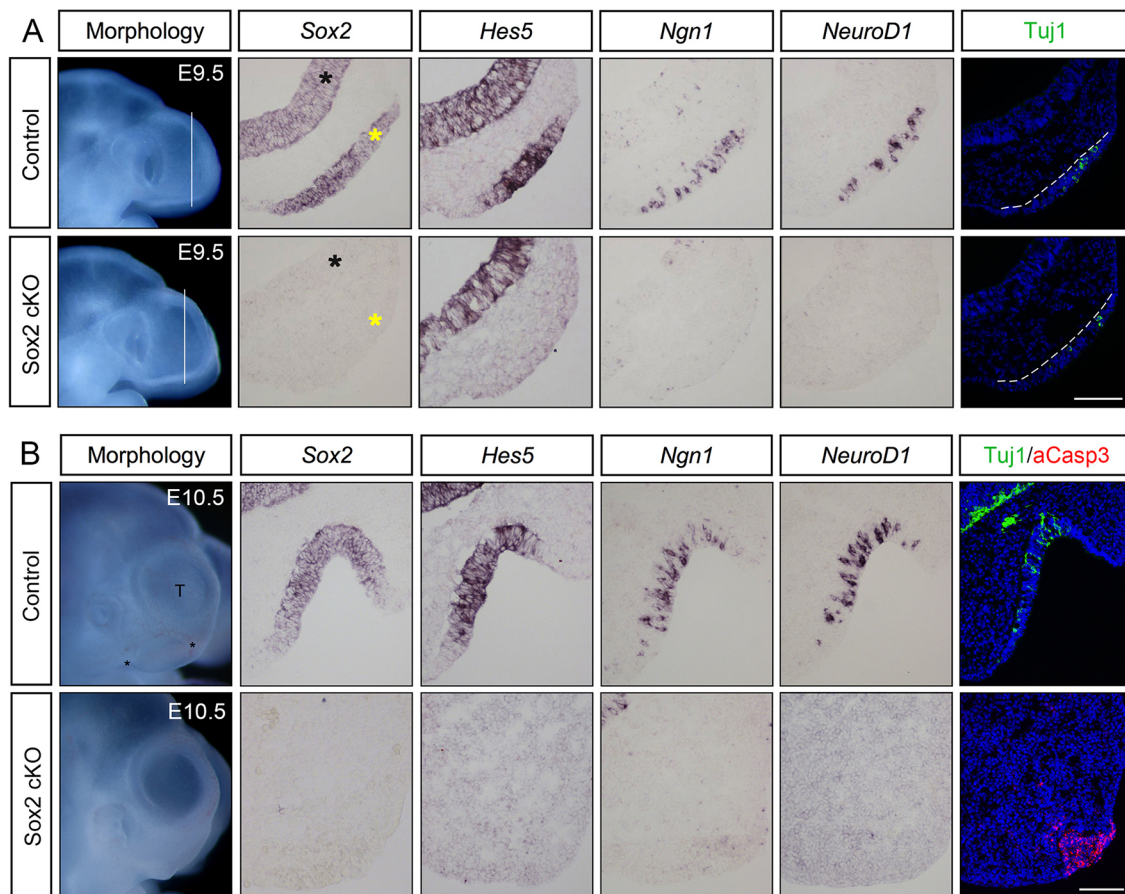 A
Morphology
Sox2
Hes5
Ngn1
NeuroD1
Tuj1
Control
E9.5
*
*
Sox2 cKO
E9.5
*
*
B
Morphology
Sox2
Hes5
Ngn1
NeuroD1
Tuj1/aCasp3
Control
E10.5
T
*
*
Sox2 cKO
E10.5